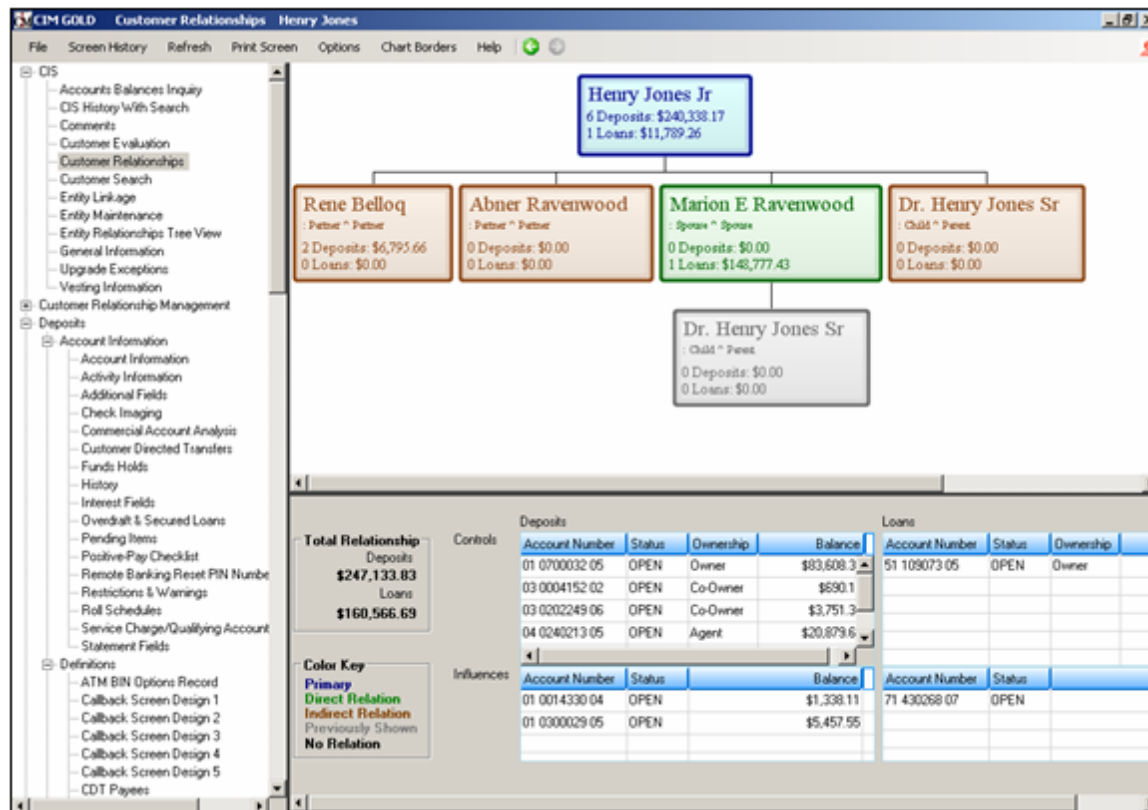 CIM GOLD Customer Relationships Henry Jones
File Screen History Refresh Print Screen Options Chart Borders Help
CIS
Accounts Balances Inquiry
CIS History With Search
Comments
Customer Evaluation
Customer Relationships
Customer Search
Entity Linkage
Entity Maintenance
Entity Relationships Tree View
General Information
Upgrade Exceptions
Vesting Information
Customer Relationship Management
Deposits
Account Information
Account Information
Activity Information
Additional Fields
Check Imaging
Commercial Account Analysis
Customer Directed Transfers
Funds Holds
History
Interest Fields
Overdraft & Secured Loans
Pending Items
Positive-Pay Checklist
Remote Banking Reset PIN Numbe
Restrictions & Warnings
Roll Schedules
Service Charge/Qualifying Account
Statement Fields
Definitions
ATM BIN Options Record
Callback Screen Design 1
Callback Screen Design 2
Callback Screen Design 3
Callback Screen Design 4
Callback Screen Design 5
CDT Payees
Henry Jones Jr
6 Deposits: $240,338.17
1 Loans: $11,789.26
Rene Belloq
: Partner ^ Partner
2 Deposits: $6,795.66
0 Loans: $0.00
Abner Ravenwood
: Partner ^ Partner
0 Deposits: $0.00
0 Loans: $0.00
Marion E Ravenwood
: Spouse ^ Spouse
0 Deposits: $0.00
1 Loans: $148,777.43
Dr. Henry Jones Sr
: Child ^ Parent
0 Deposits: $0.00
0 Loans: $0.00
Dr. Henry Jones Sr
: Child ^ Parent
0 Deposits: $0.00
0 Loans: $0.00
Total Relationship
Deposits
$247,133.83
Loans
$160,566.69
Color Key
Primary
Direct Relation
Indirect Relation
Previously Shown
No Relation
Controls
Deposits
Account Number Status Ownership Balance
01 0700032 05 OPEN Owner $83,608.3
03 0004152 02 OPEN Co-Owner $690.1
03 0202249 06 OPEN Co-Owner $3,751.3
04 0240213 05 OPEN Agent $20,879.6
Loans
Account Number Status Ownership
51 109073 05 OPEN Owner
Influences
Account Number Status Balance
01 0014330 04 OPEN $1,338.11
01 0300029 05 OPEN $5,457.55
Account Number Status
71 430268 07 OPEN